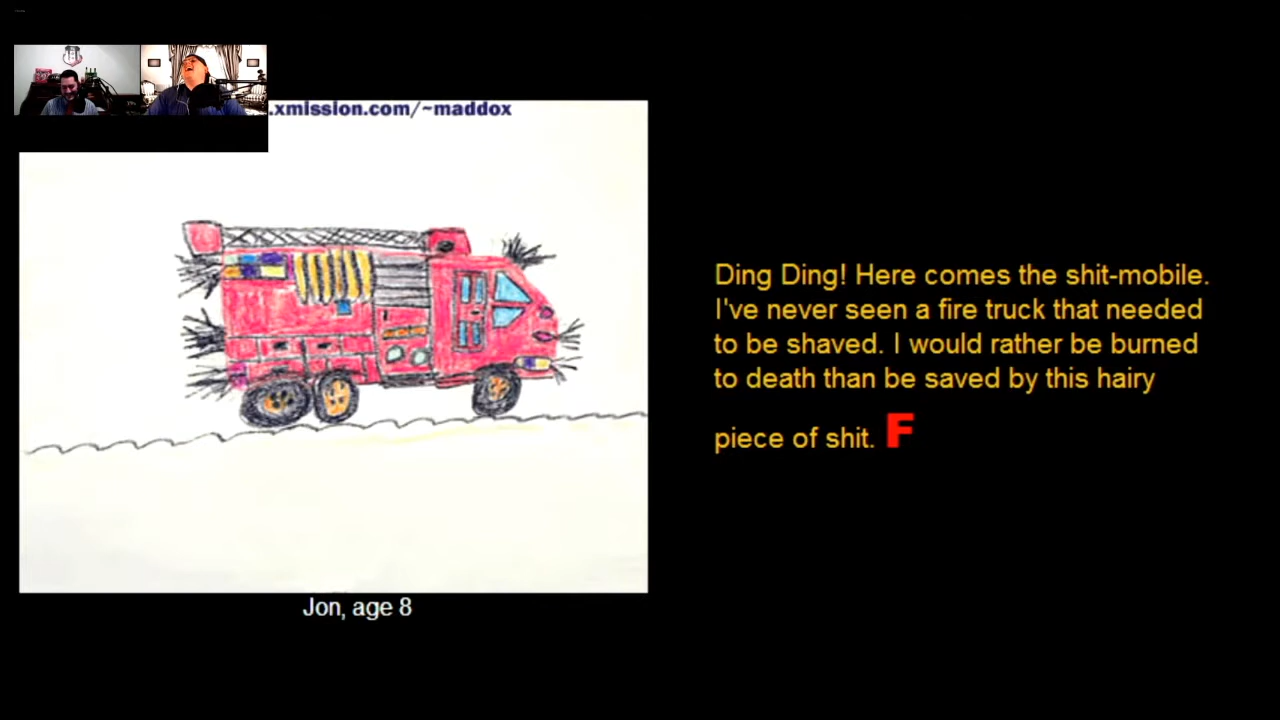 .xmission.com/~maddox
Ding Ding! Here comes the shit-mobile.
I've never seen a fire truck that needed
to be shaved. I would rather be burned
to death than be saved by this hairy
piece of shit. F
Jon, age 8